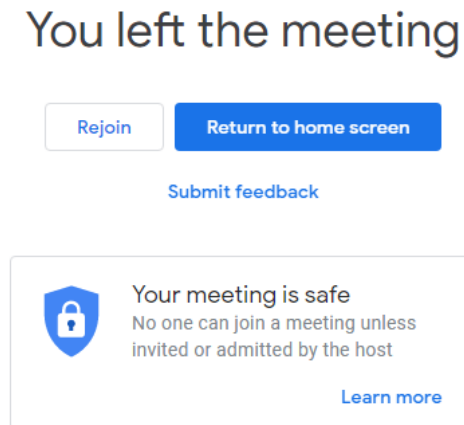 You left the meeting
Rejoin Return to home screen
Submit feedback
Your meeting is safe
No one can join a meeting unless
invited or admitted by the host
Learn more